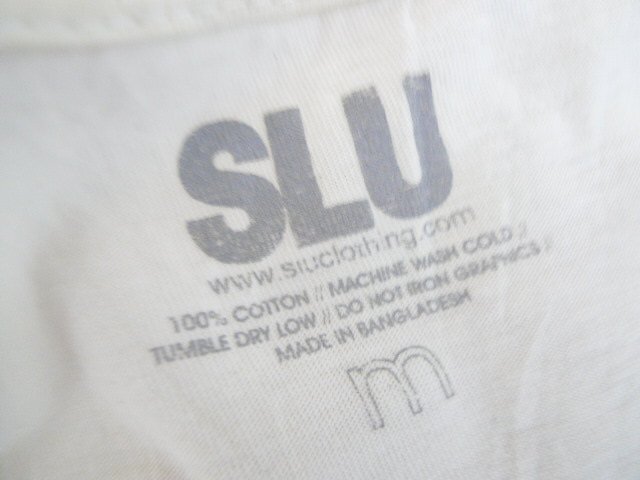 SLU
www.sluclothing.com
100% COTTON // MACHINE WASH COLD //
TUMBLE DRY LOW // DO NOT IRON GRAPHICS //
MADE IN BANGLADESH
m